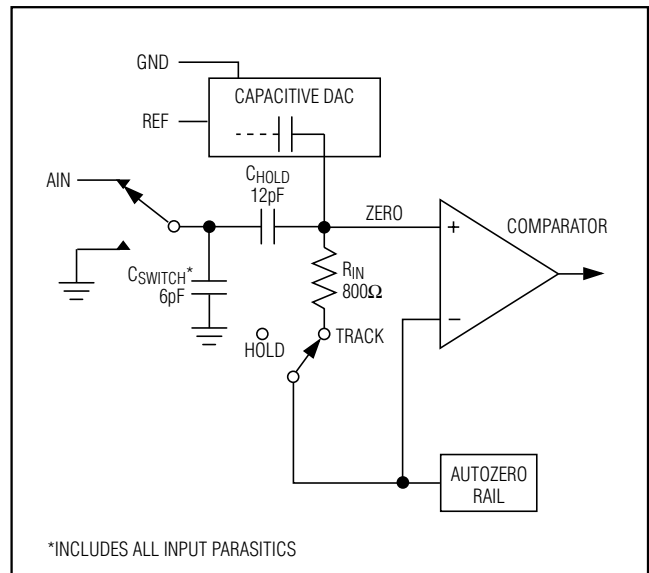 GND
CAPACITIVE DAC
REF
AIN
CHOLD
12pF
ZERO
COMPARATOR
+
RIN
800Ω
CSWITCH*
6pF
−
HOLD
TRACK
AUTOZERO
RAIL
*INCLUDES ALL INPUT PARASITICS